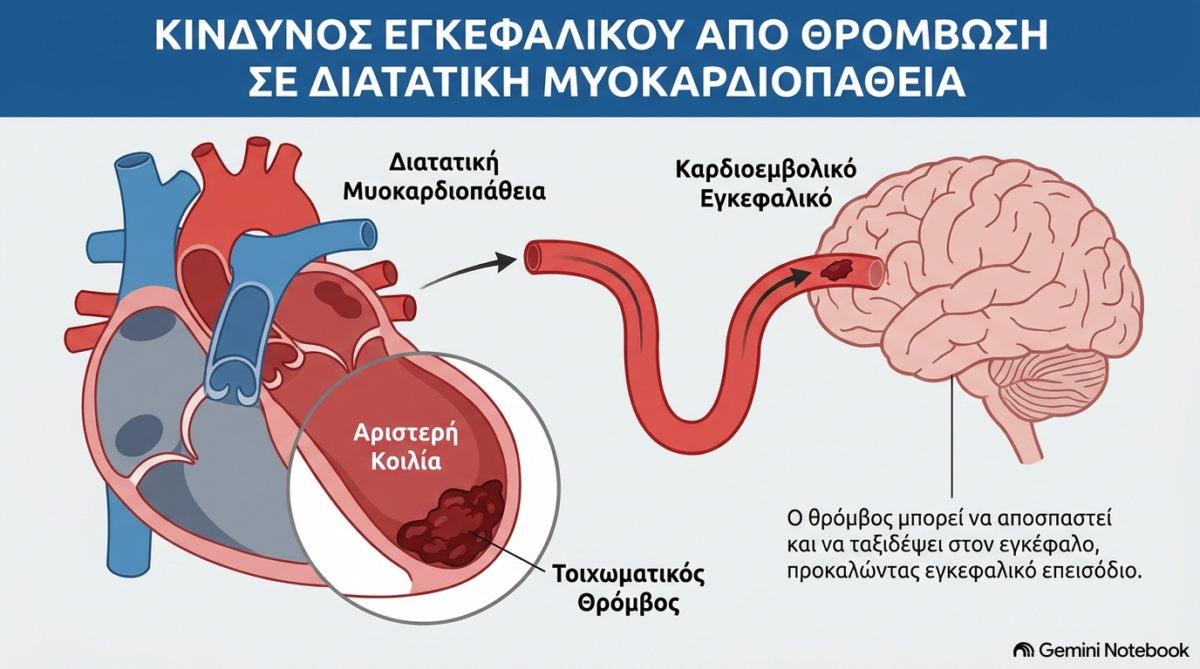 ΚΙΝΔΥΝΟΣ ΕΓΚΕΦΑΛΙΚΟΥ ΑΠΟ ΘΡΟΜΒΩΣΗ
ΣΕ ΔΙΑΤΑΤΙΚΗ ΜΥΟΚΑΡΔΙΟΠΑΘΕΙΑ
Διατατική
Μυοκαρδιοπάθεια
Καρδιοεμβολικό
Εγκεφαλικό
Αριστερή
Κοιλία
Τοιχωματικός
Θρόμβος
Ο θρόμβος μπορεί να αποσπαστεί
και να ταξιδέψει στον εγκέφαλο,
προκαλώντας εγκεφαλικό επεισόδιο.
Gemini Notebook